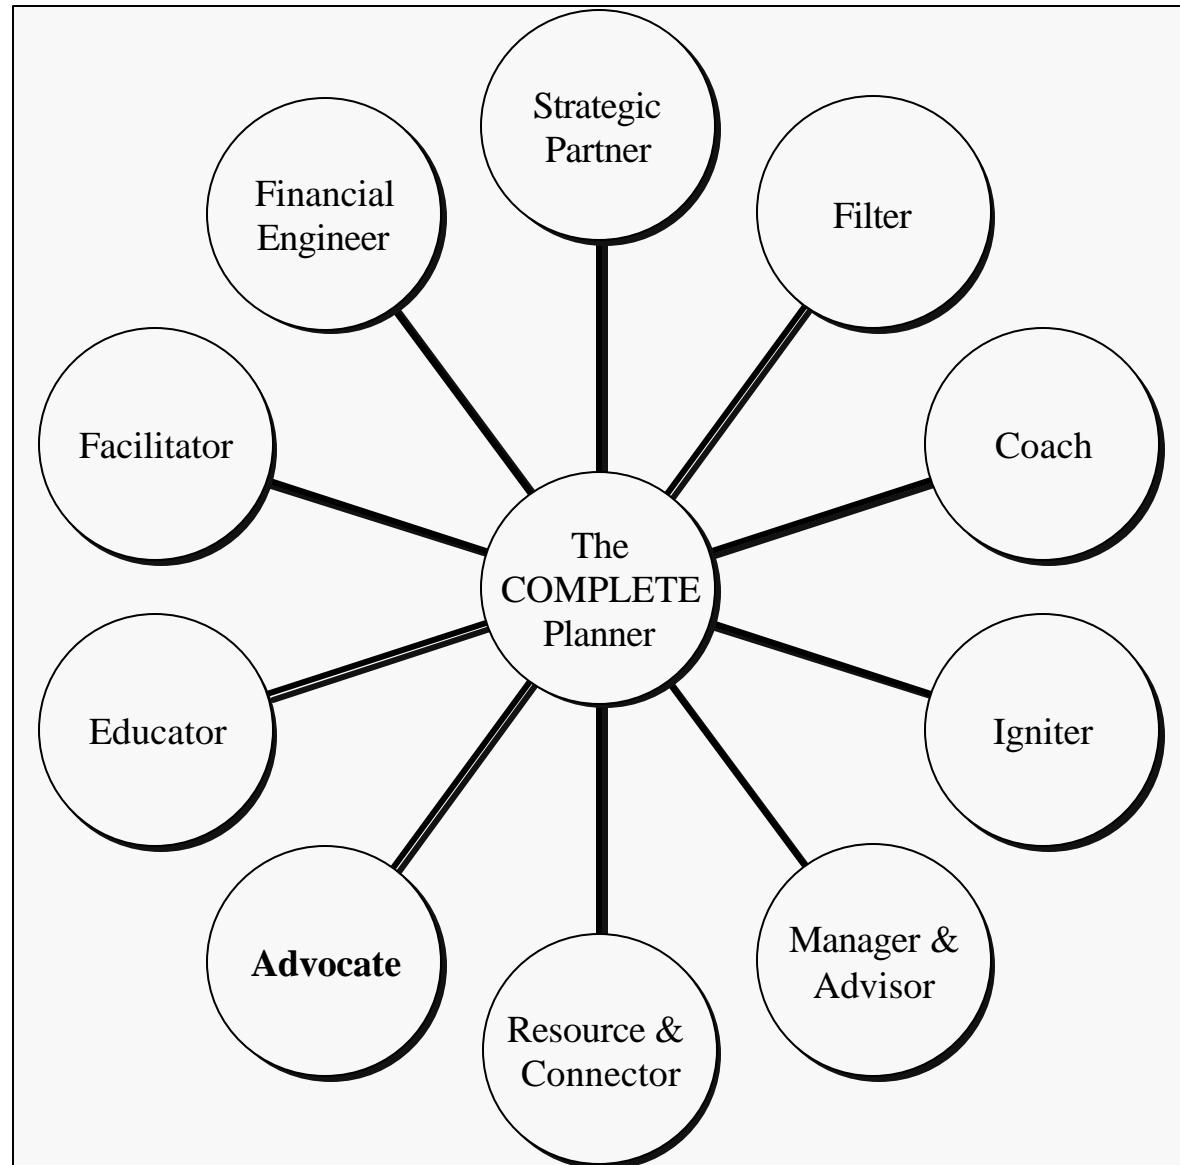 Strategic
Partner
Filter
Coach
Igniter
Manager &
Advisor
Resource &
Connector
Advocate
Educator
Facilitator
Financial
Engineer
The
COMPLETE
Planner